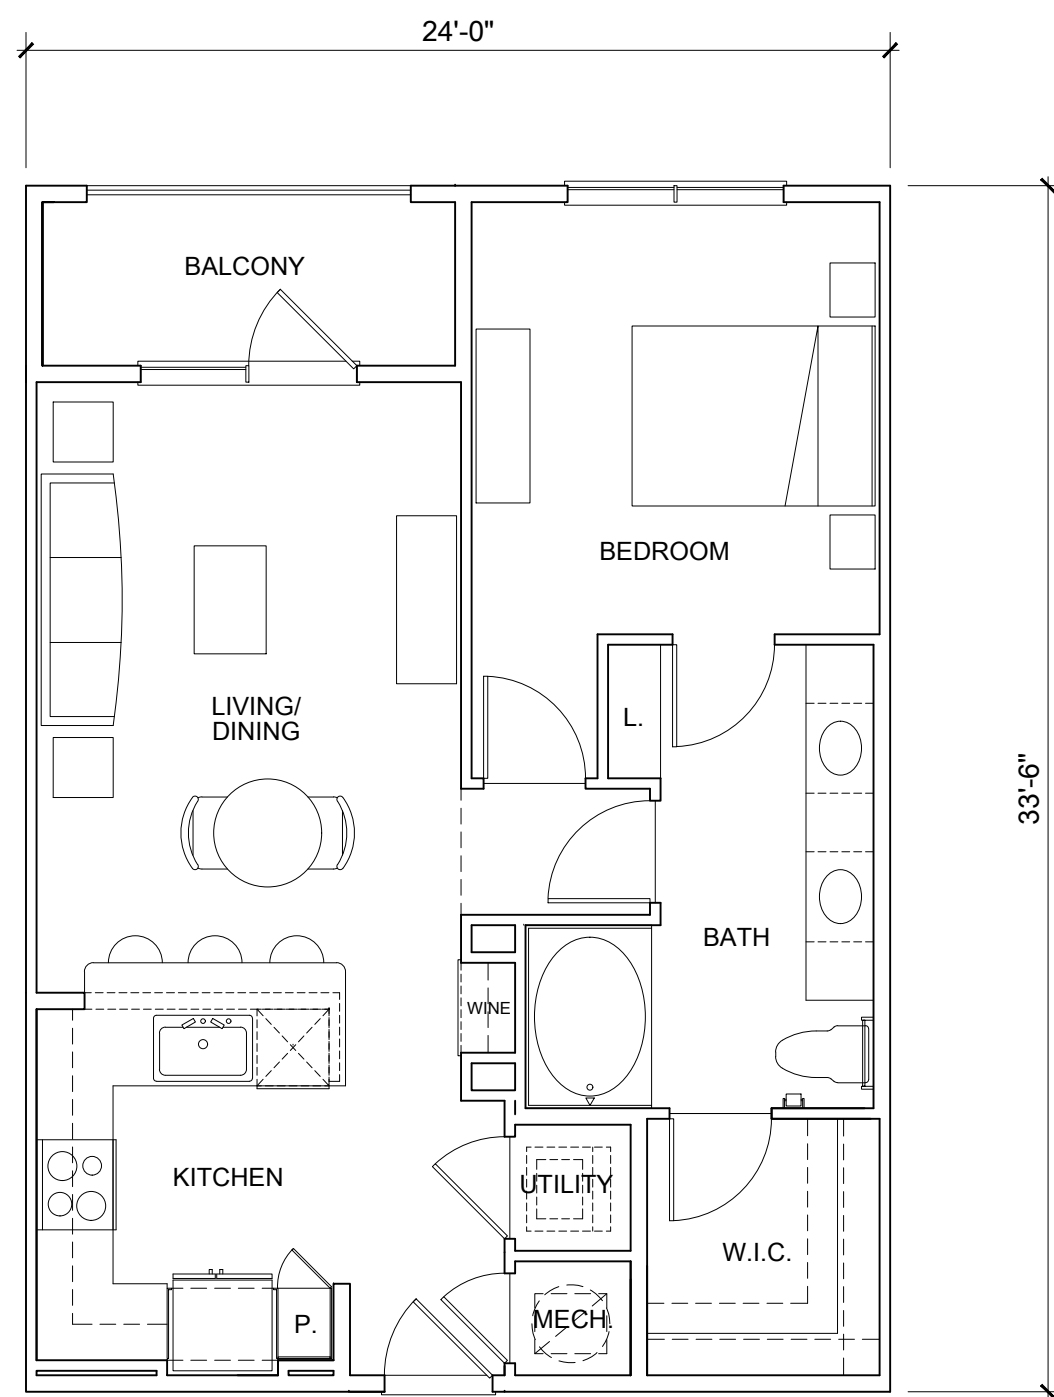 24'-0"
BALCONY
BEDROOM
LIVING/
DINING
L.
33'-6"
BATH
WINE
KITCHEN
UTILITY
W.I.C.
P.
MECH.